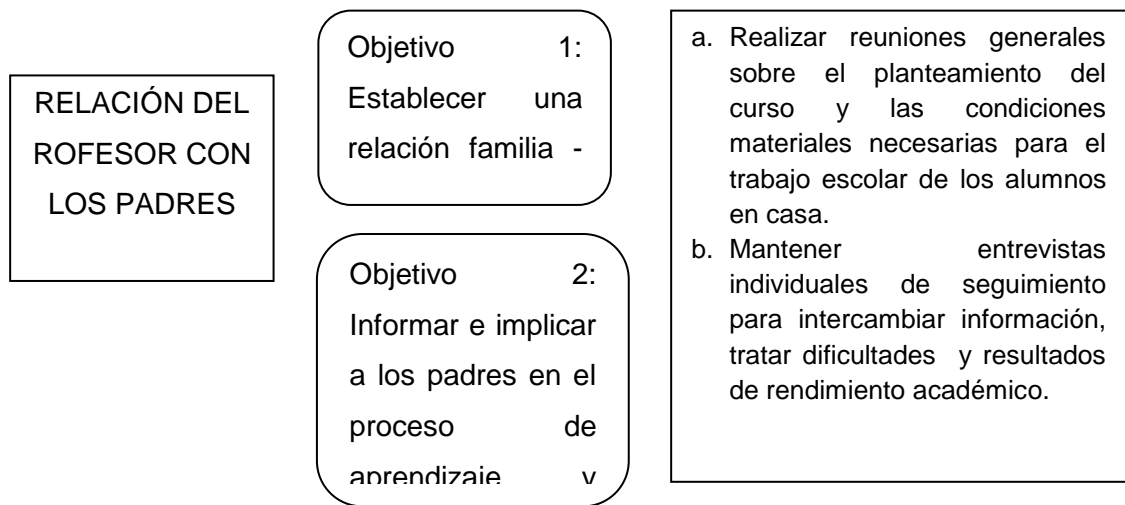 RELACIÓN DEL
ROFESOR CON
LOS PADRES
Objetivo 1:
Establecer una
relación familia -
Objetivo 2:
Informar e implicar
a los padres en el
proceso de
aprendizaje y
a. Realizar reuniones generales
sobre el planteamiento del
curso y las condiciones
materiales necesarias para el
trabajo escolar de los alumnos
en casa.
b. Mantener entrevistas
individuales de seguimiento
para intercambiar información,
tratar dificultades y resultados
de rendimiento académico.